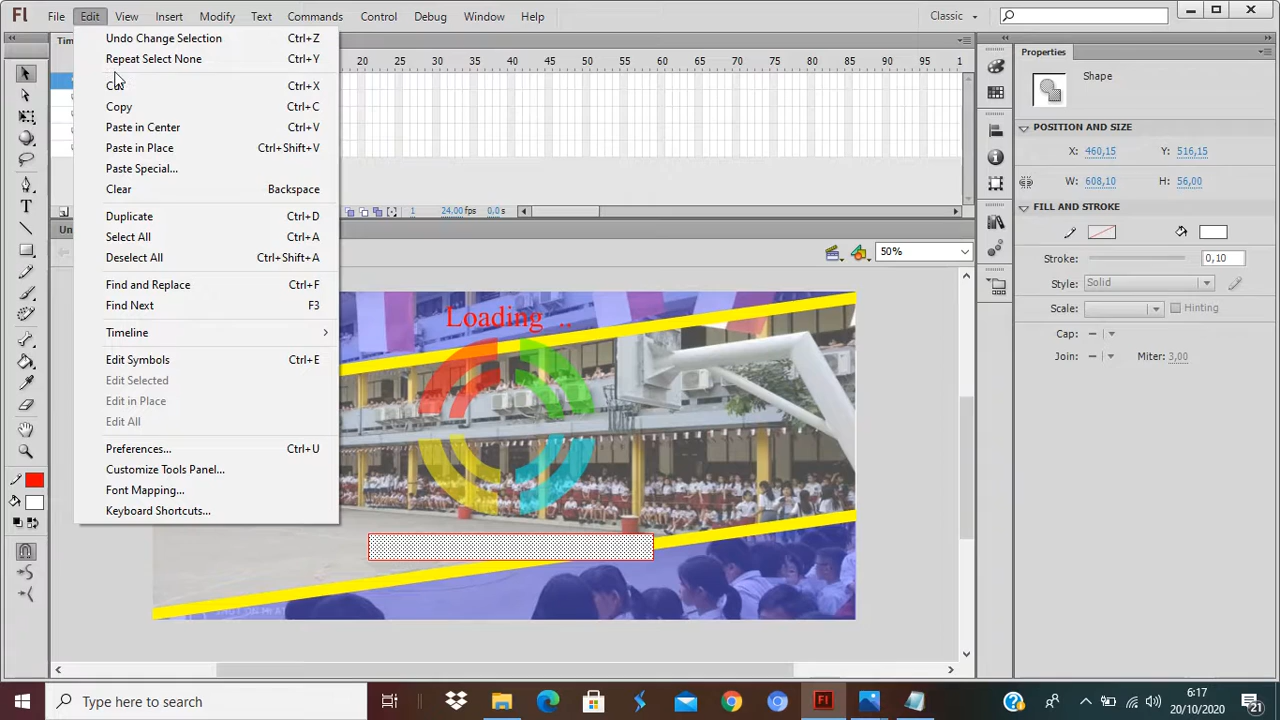 Fl File Edit View Insert Modify Text Commands Control Debug Window Help Classic
Undo Change Selection Ctrl+Z
Repeat Select None Ctrl+Y
Ctrl+X
Copy Ctrl+C
Paste in Center Ctrl+V
Paste in Place Ctrl+Shift+V
Paste Special...
Clear Backspace
Duplicate Ctrl+D
Select All Ctrl+A
Deselect All Ctrl+Shift+A
Find and Replace Ctrl+F
Find Next F3
Timeline
Edit Symbols Ctrl+E
Edit Selected
Edit in Place
Edit All
Preferences... Ctrl+U
Customize Tools Panel...
Font Mapping...
Keyboard Shortcuts...
20 25 30 35 40 45 50 55 60 65 70 75 80 85 90 95 1
1 24.00 fps 0.0 s
50%
Loading ..
Properties
Shape
POSITION AND SIZE
X: 460,15 Y: 516,15
W: 608,10 H: 56,00
FILL AND STROKE
Stroke: 0,10
Style: Solid
Scale: Hinting
Cap:
Join: Miter: 3,00
Type here to search
Fl
6:17
20/10/2020
21